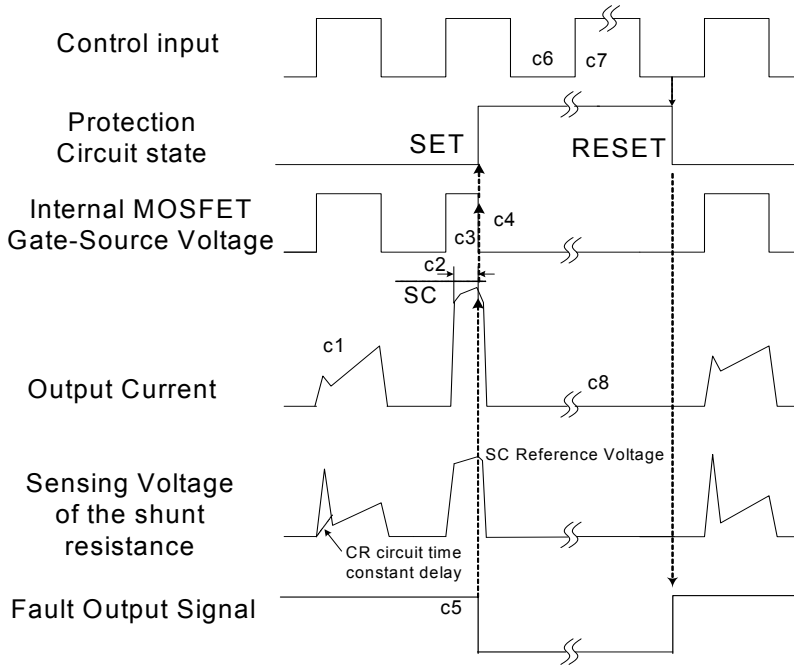 Control input
c6
c7
Protection
Circuit state
SET
RESET
Internal MOSFET
Gate-Source Voltage
c4
c3
c2
SC
c1
Output Current
c8
SC Reference Voltage
Sensing Voltage
of the shunt
resistance
CR circuit time
constant delay
Fault Output Signal
c5